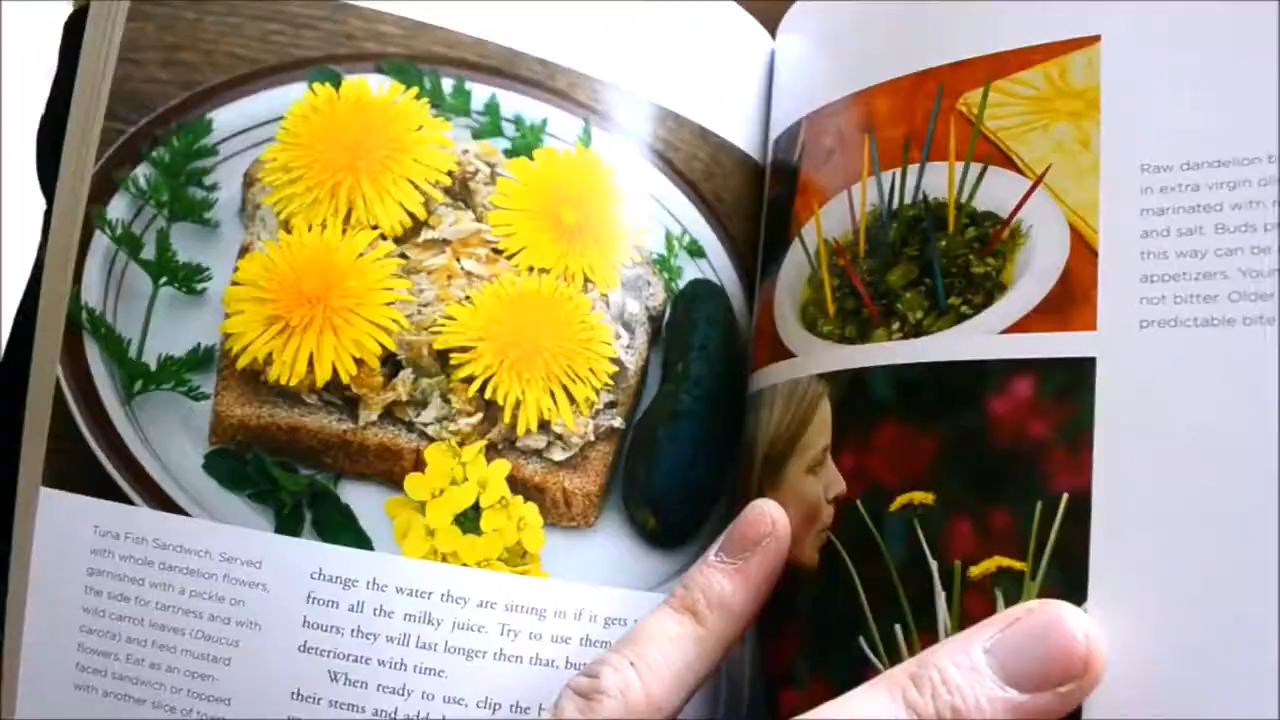 Tuna Fish Sandwich. Served
with whole dandelion flowers,
garnished with a pickle on
the side for tartness and with
wild carrot leaves (Daucus
carota) and field mustard
flowers. Eat as an open-
faced sandwich or topped
with another slice of
change the water they are sitting in if it gets
from all the milky juice. Try to use them
hours; they will last longer then that, but
deteriorate with time.
When ready to use, clip the
their stems and add
Raw dandelion
in extra virgin
marinated with
and salt. Buds
this way can be
appetizers.
not bitter. Older
predictable